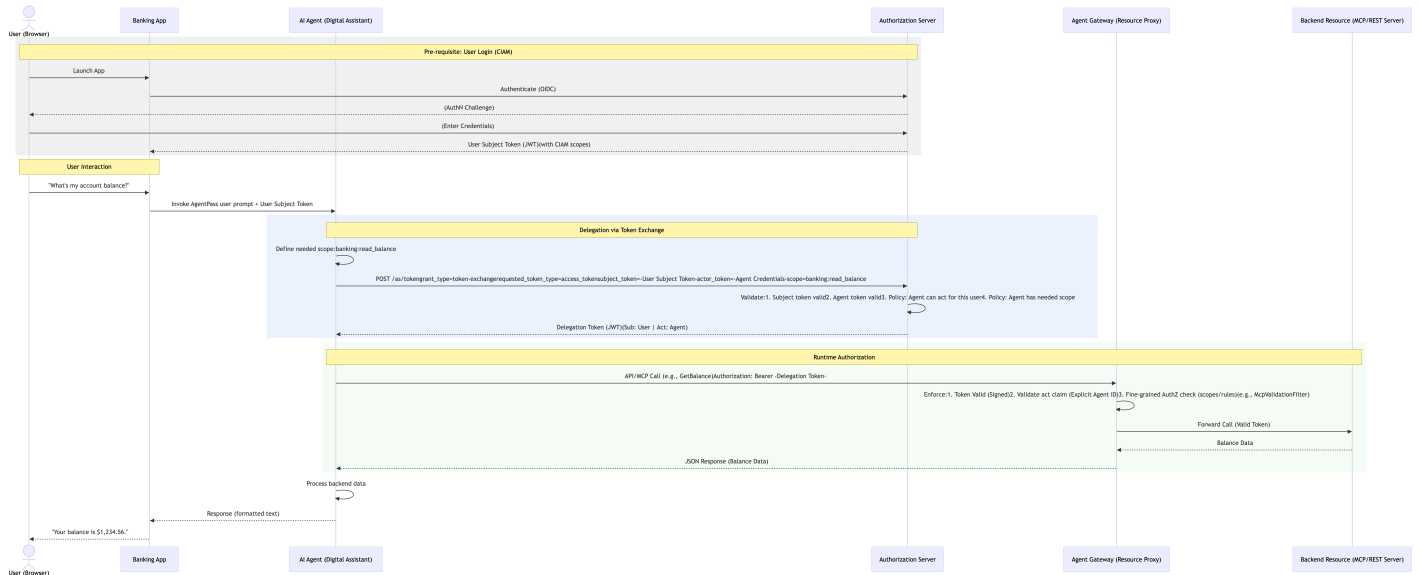 User (Browser)
Banking App
AI Agent (Digital Assistant)
Authorization Server
Agent Gateway (Resource Proxy)
Backend Resource (MCP/REST Server)
Pre-requisite: User Login (CIAM)
Launch App
Authenticate (OIDC)
(AuthN Challenge)
(Enter Credentials)
User Subject Token (JWT)(with CIAM scopes)
User Interaction
"What's my account balance?"
Invoke AgentPass user prompt + User Subject Token
Delegation via Token Exchange
Define needed scope:banking:read_balance
POST /as/tokengrant_type=token-exchangerequested_token_type=access_tokensubject_token=-User Subject Token-actor_token=-Agent Credentials-scope=banking:read_balance
Validate:1. Subject token valid2. Agent token valid3. Policy: Agent can act for this user4. Policy: Agent has needed scope
Delegation Token (JWT)(Sub: User | Act: Agent)
Runtime Authorization
API/MCP Call (e.g., GetBalance)Authorization: Bearer -Delegation Token-
Enforce:1. Token Valid (Signed)2. Validate act claim (Explicit Agent ID)3. Fine-grained AuthZ check (scopes/rules)(e.g., McpValidationFilter)
Forward Call (Valid Token)
Balance Data
JSON Response (Balance Data)
Process backend data
Response (formatted text)
"Your balance is $1,234.56."
User (Browser)
Banking App
AI Agent (Digital Assistant)
Authorization Server
Agent Gateway (Resource Proxy)
Backend Resource (MCP/REST Server)